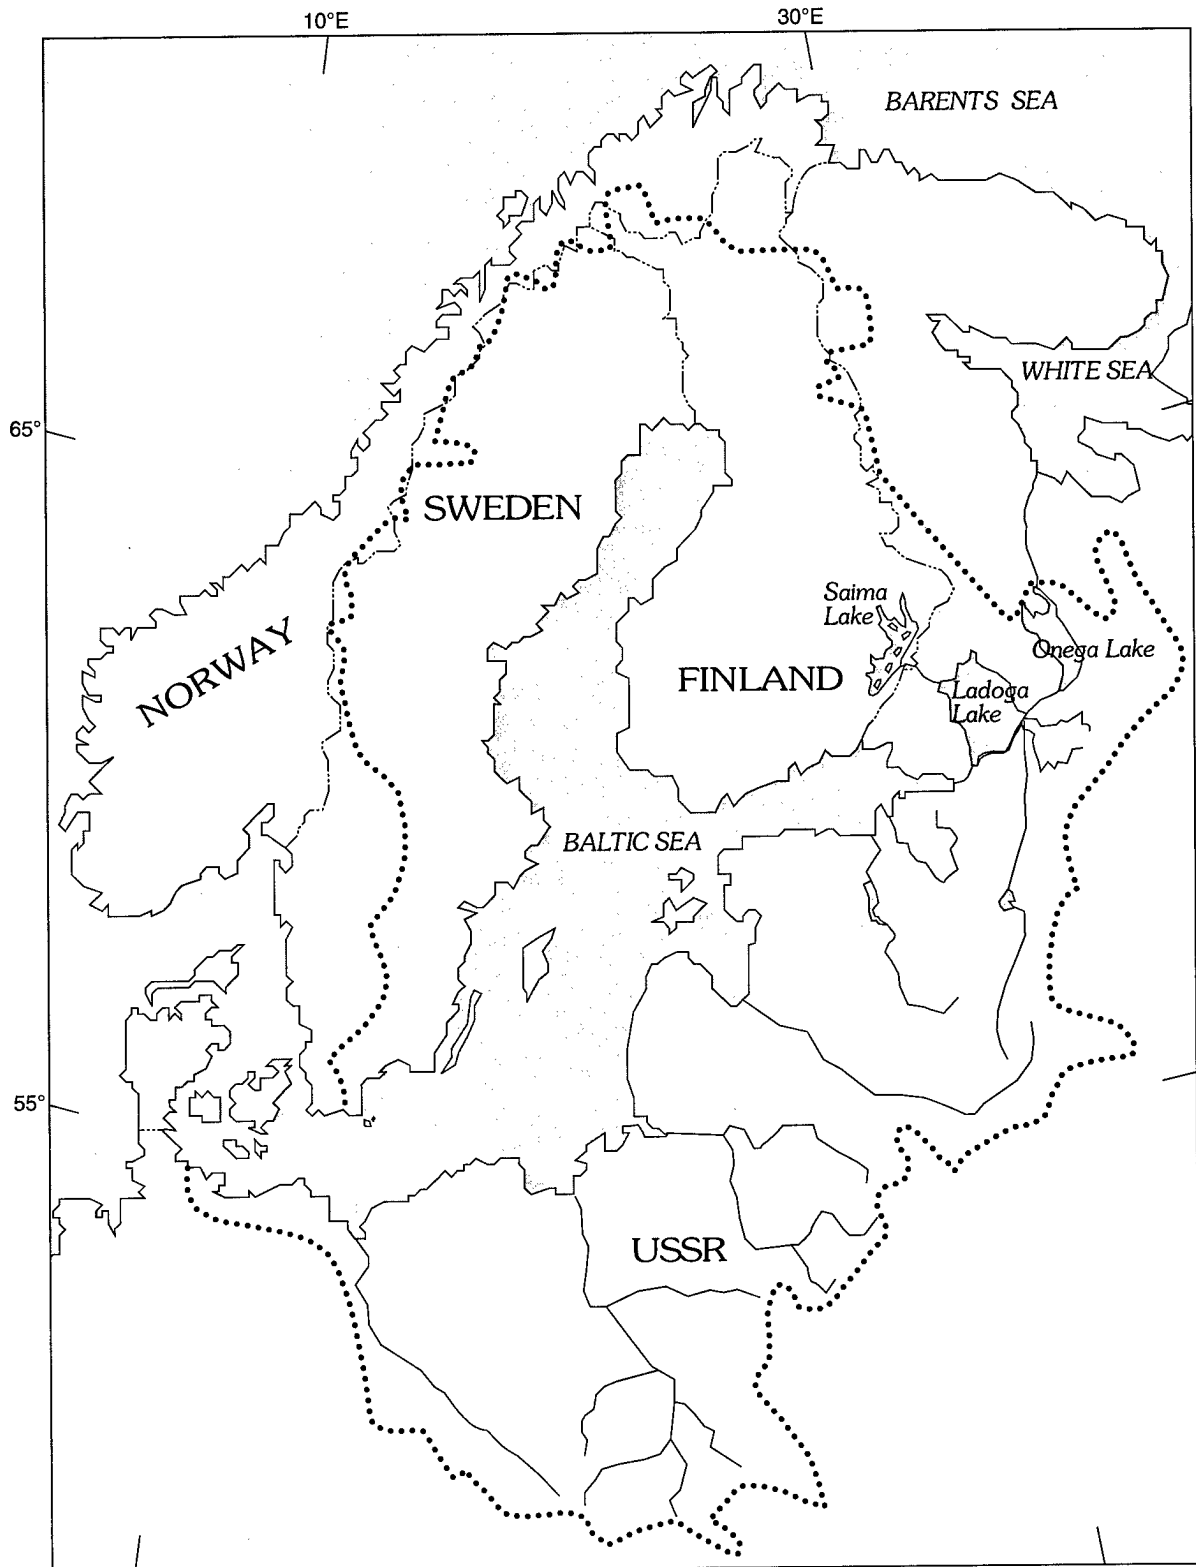 10°E
30°E
BARENTS SEA
WHITE SEA
65°
SWEDEN
Saima
Lake
NORWAY
Onega Lake
FINLAND
Ladoga
Lake
BALTIC SEA
55°
USSR